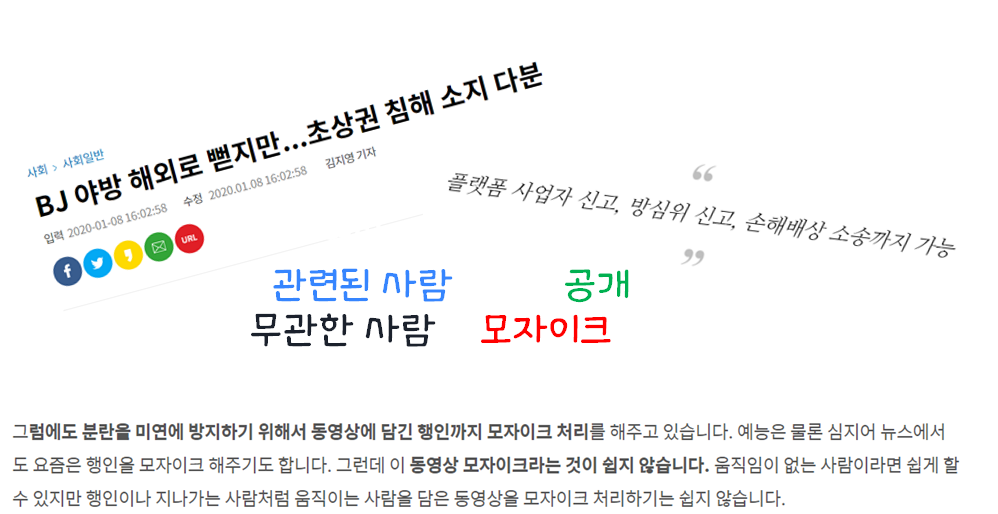 사회 > 사회일반
BJ 야방 해외로 뻗지만...초상권 침해 소지 다분
입력 2020-01-08 16:02:58 수정 2020.01.08 16:02:58 김지영 기자
f URL
“
플랫폼 사업자 신고, 방심위 신고, 손해배상 소송까지 가능
”
관련된 사람 공개
무관한 사람 모자이크
그럼에도 분란을 미연에 방지하기 위해서 동영상에 담긴 행인까지 모자이크 처리를 해주고 있습니다. 예능은 물론 심지어 뉴스에서
도 요즘은 행인을 모자이크 해주기도 합니다. 그런데 이 동영상 모자이크라는 것이 쉽지 않습니다. 움직임이 없는 사람이라면 쉽게 할
수 있지만 행인이나 지나가는 사람처럼 움직이는 사람을 담은 동영상을 모자이크 처리하기는 쉽지 않습니다.